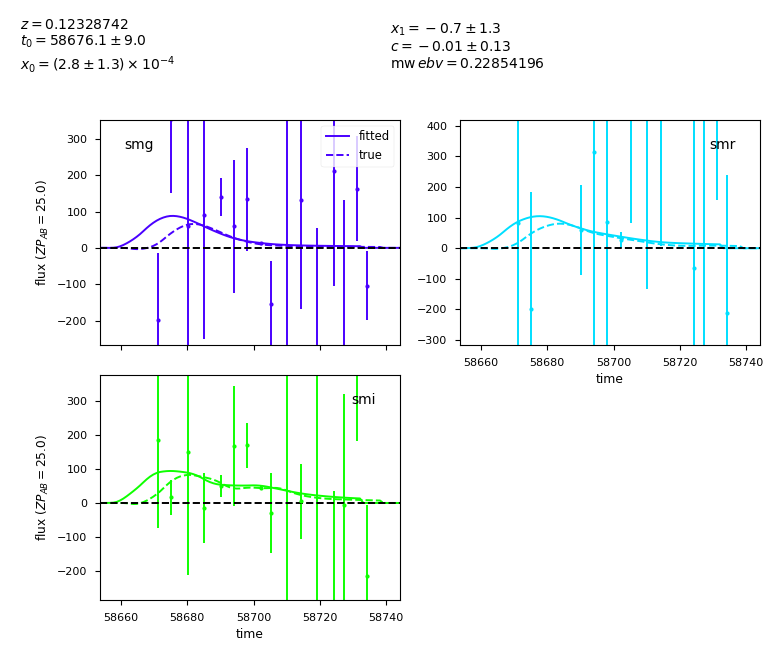 z = 0.12328742
t₀ = 58676.1 ± 9.0
x₀ = (2.8 ± 1.3) × 10⁻⁴
x₁ = −0.7 ± 1.3
c = −0.01 ± 0.13
mw ebv = 0.22854196
smg
fitted
true
flux (ZP_AB = 25.0)
300
200
100
0
−100
−200
smr
400
300
200
100
0
−100
−200
−300
58660 58680 58700 58720 58740
time
smi
flux (ZP_AB = 25.0)
300
200
100
0
−100
−200
58660 58680 58700 58720 58740
time